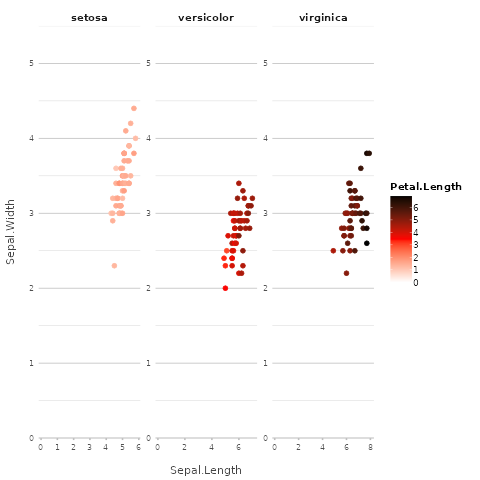 setosa versicolor virginica
5 5 5
4 4 4
3 3 3
2 2 2
1 1 1
0 0 0
0 1 2 3 4 5 6 0 2 4 6 0 2 4 6 8
Sepal.Width
Sepal.Length
Petal.Length
6
5
4
3
2
1
0